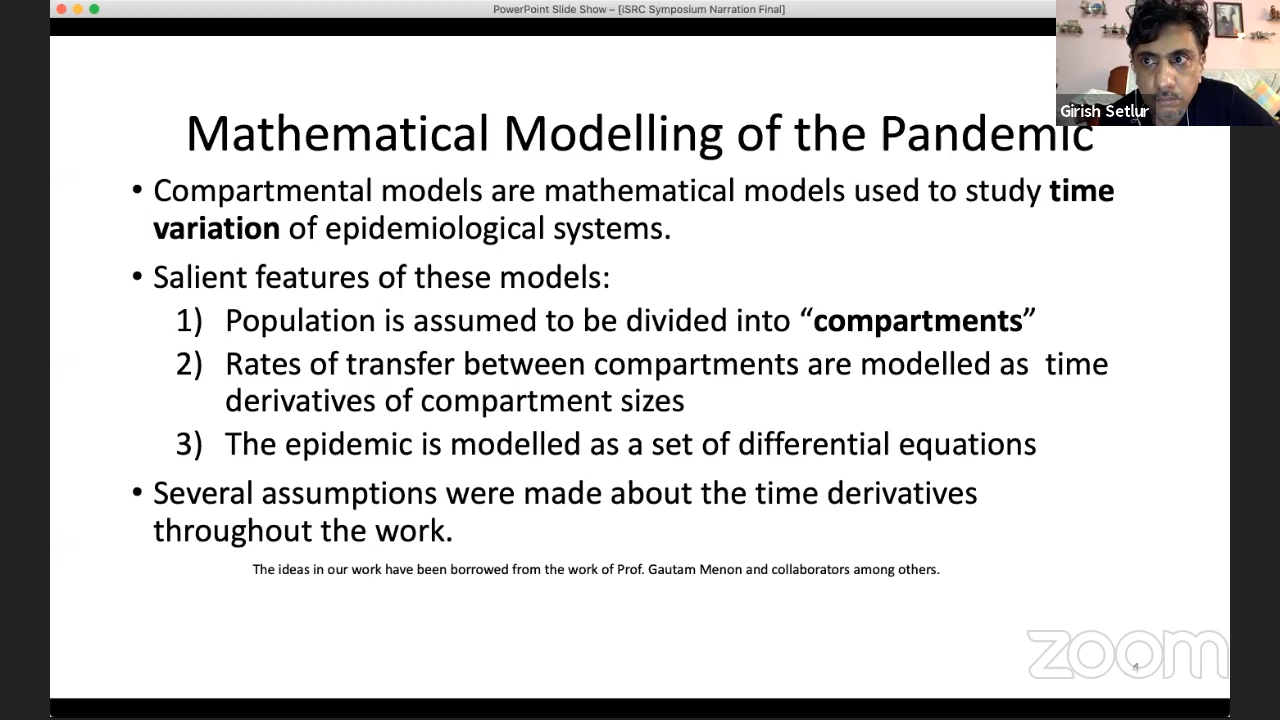 PowerPoint Slide Show – [iSRC Symposium Narration Final]
Girish Setlur
Mathematical Modelling of the Pandemic
• Compartmental models are mathematical models used to study time
variation of epidemiological systems.
• Salient features of these models:
1) Population is assumed to be divided into “compartments”
2) Rates of transfer between compartments are modelled as time
derivatives of compartment sizes
3) The epidemic is modelled as a set of differential equations
• Several assumptions were made about the time derivatives
throughout the work.
The ideas in our work have been borrowed from the work of Prof. Gautam Menon and collaborators among others.
zoom
4